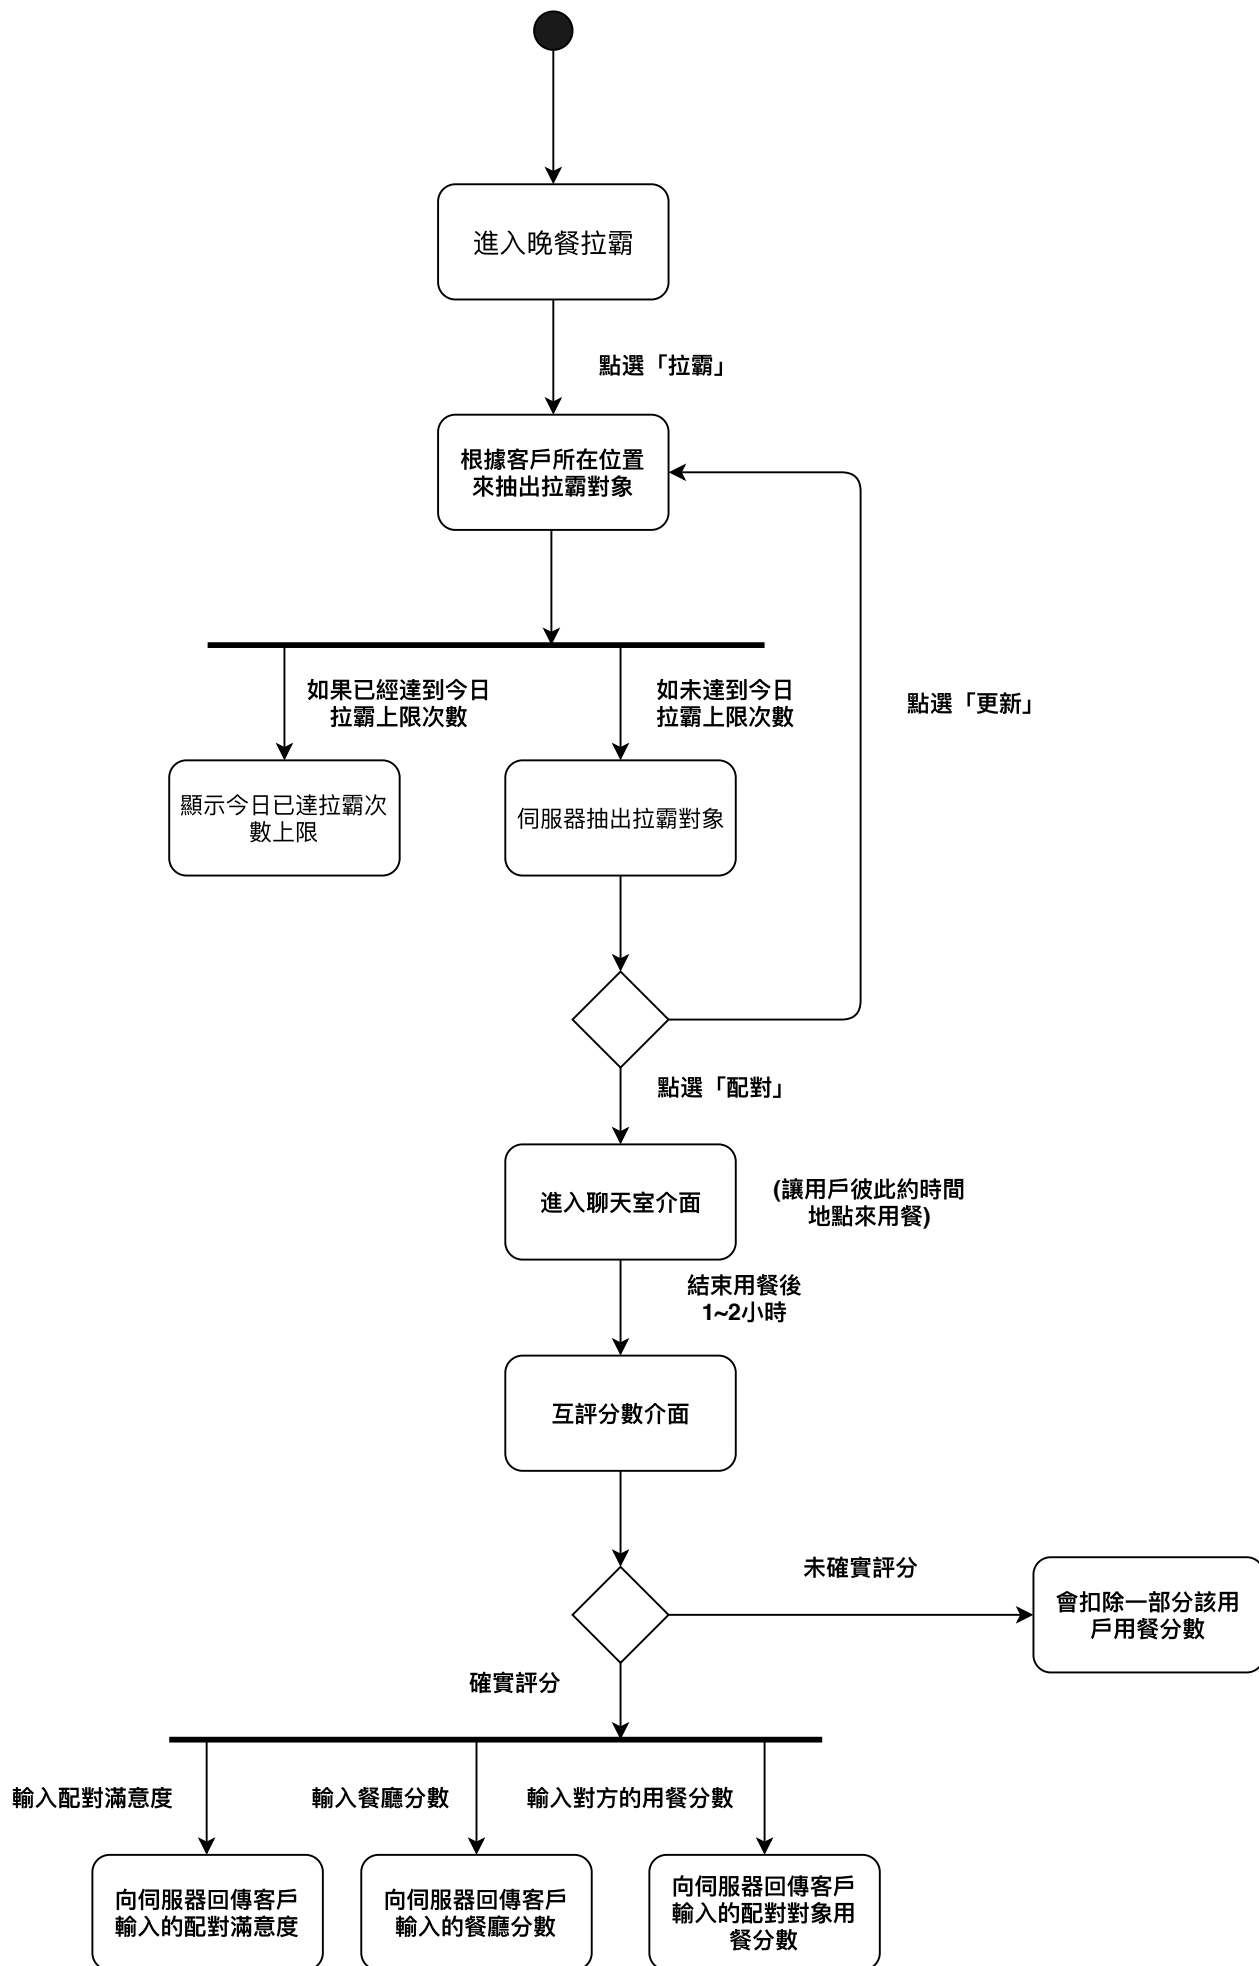 進入晚餐拉霸
點選「拉霸」
根據客戶所在位置
來抽出拉霸對象
如果已經達到今日
拉霸上限次數
如未達到今日
拉霸上限次數
點選「更新」
顯示今日已達拉霸次
數上限
伺服器抽出拉霸對象
點選「配對」
進入聊天室介面
(讓用戶彼此約時間
地點來用餐)
結束用餐後
1~2小時
互評分數介面
未確實評分
會扣除一部分該用
戶用餐分數
確實評分
輸入配對滿意度
輸入餐廳分數
輸入對方的用餐分數
向伺服器回傳客戶
輸入的配對滿意度
向伺服器回傳客戶
輸入的餐廳分數
向伺服器回傳客戶
輸入的配對對象用
餐分數